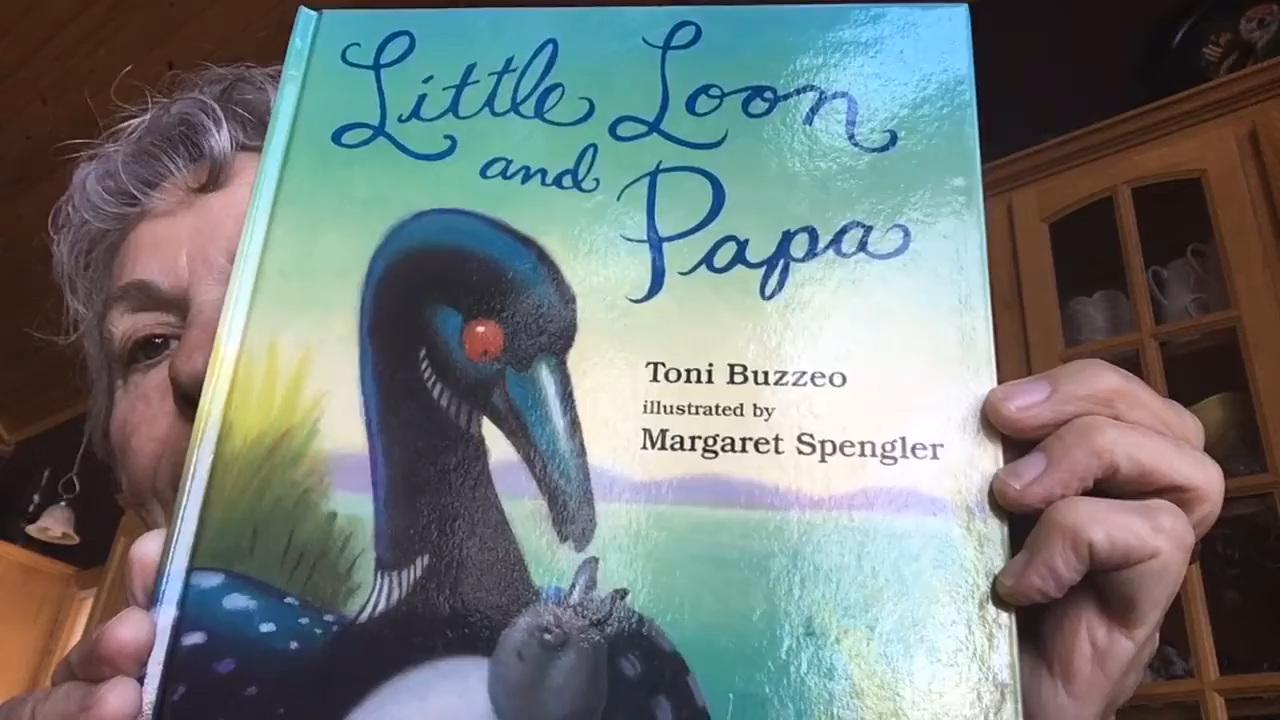 Little Loon
and
Papa
Toni Buzzeo
illustrated by
Margaret Spengler